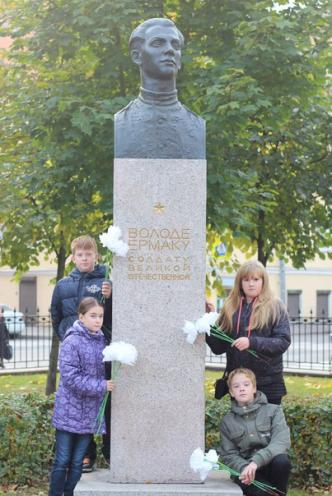 ВОЛОДЕ
ЕРМАКУ
СОЛДАТУ
ВЕЛИКОЙ
ОТЕЧЕСТВЕННОЙ